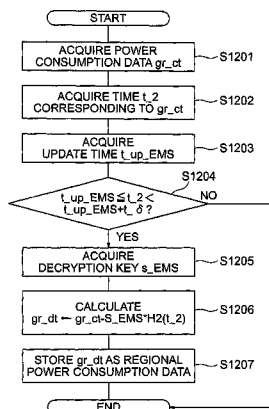 START
ACQUIRE POWER
CONSUMPTION DATA gr_ct
S1201
ACQUIRE TIME t_2
CORRESPONDING TO gr_ct
S1202
ACQUIRE
UPDATE TIME t_up_EMS
S1203
S1204
t_up_EMS≦t_2<
t_up_EMS+t_δ?
NO
YES
ACQUIRE
DECRYPTION KEY s_EMS
S1205
CALCULATE
gr_dt ← gr_ct-S_EMS*H2(t_2)
S1206
STORE gr_dt AS REGIONAL
POWER CONSUMPTION DATA
S1207
END